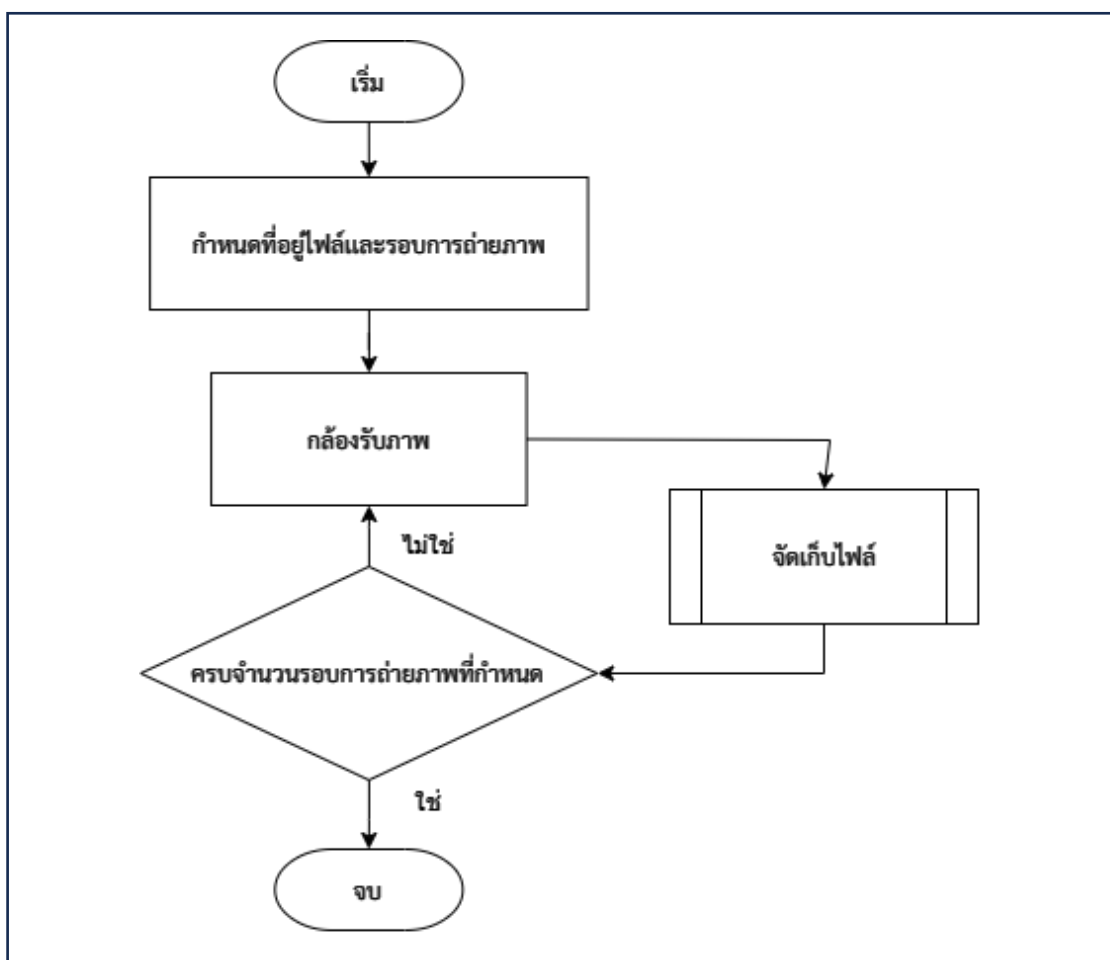 เริ่ม
กำหนดที่อยู่ไฟล์และรอบการถ่ายภาพ
กล้องรับภาพ
จัดเก็บไฟล์
ไม่ใช่
ครบจำนวนรอบการถ่ายภาพที่กำหนด
ใช่
จบ